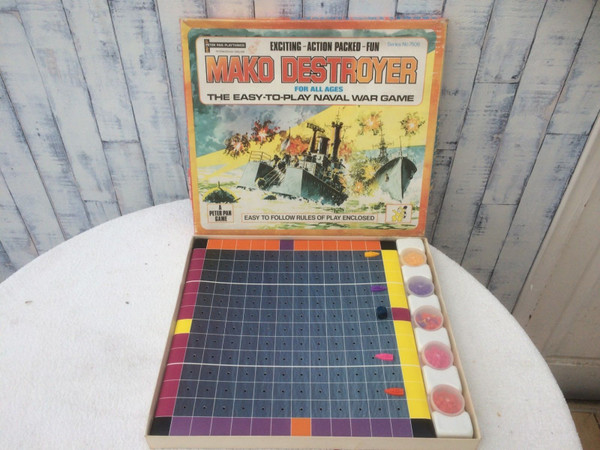 EXCITING - ACTION PACKED - FUN
MAKO DESTROYER
FOR ALL AGES
THE EASY-TO-PLAY NAVAL WAR GAME
A
PETER PAN
GAME
EASY TO FOLLOW RULES OF PLAY ENCLOSED